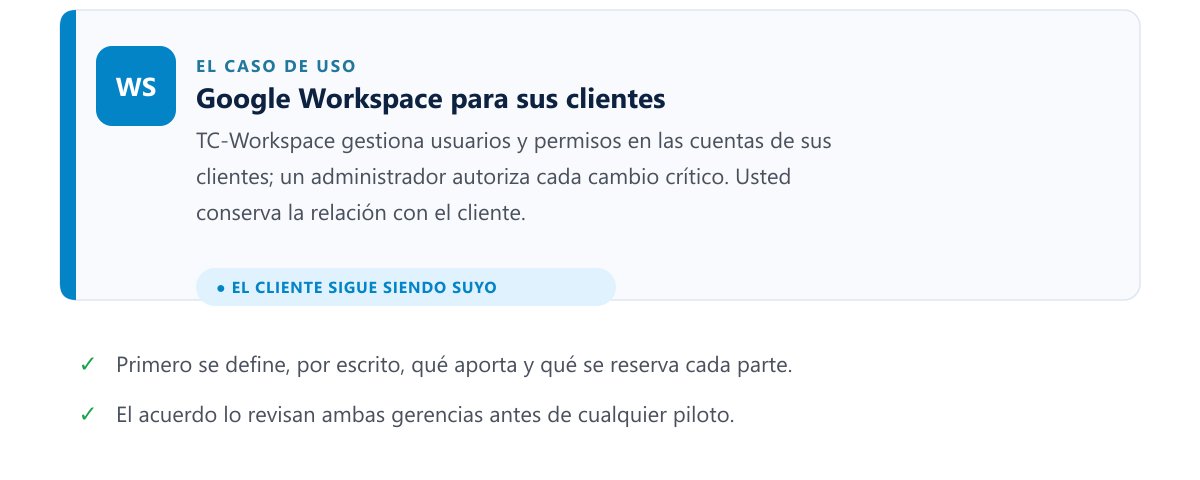 WS
EL CASO DE USO
Google Workspace para sus clientes
TC-Workspace gestiona usuarios y permisos en las cuentas de sus
clientes; un administrador autoriza cada cambio crítico. Usted
conserva la relación con el cliente.
● EL CLIENTE SIGUE SIENDO SUYO
✓ Primero se define, por escrito, qué aporta y qué se reserva cada parte.
✓ El acuerdo lo revisan ambas gerencias antes de cualquier piloto.